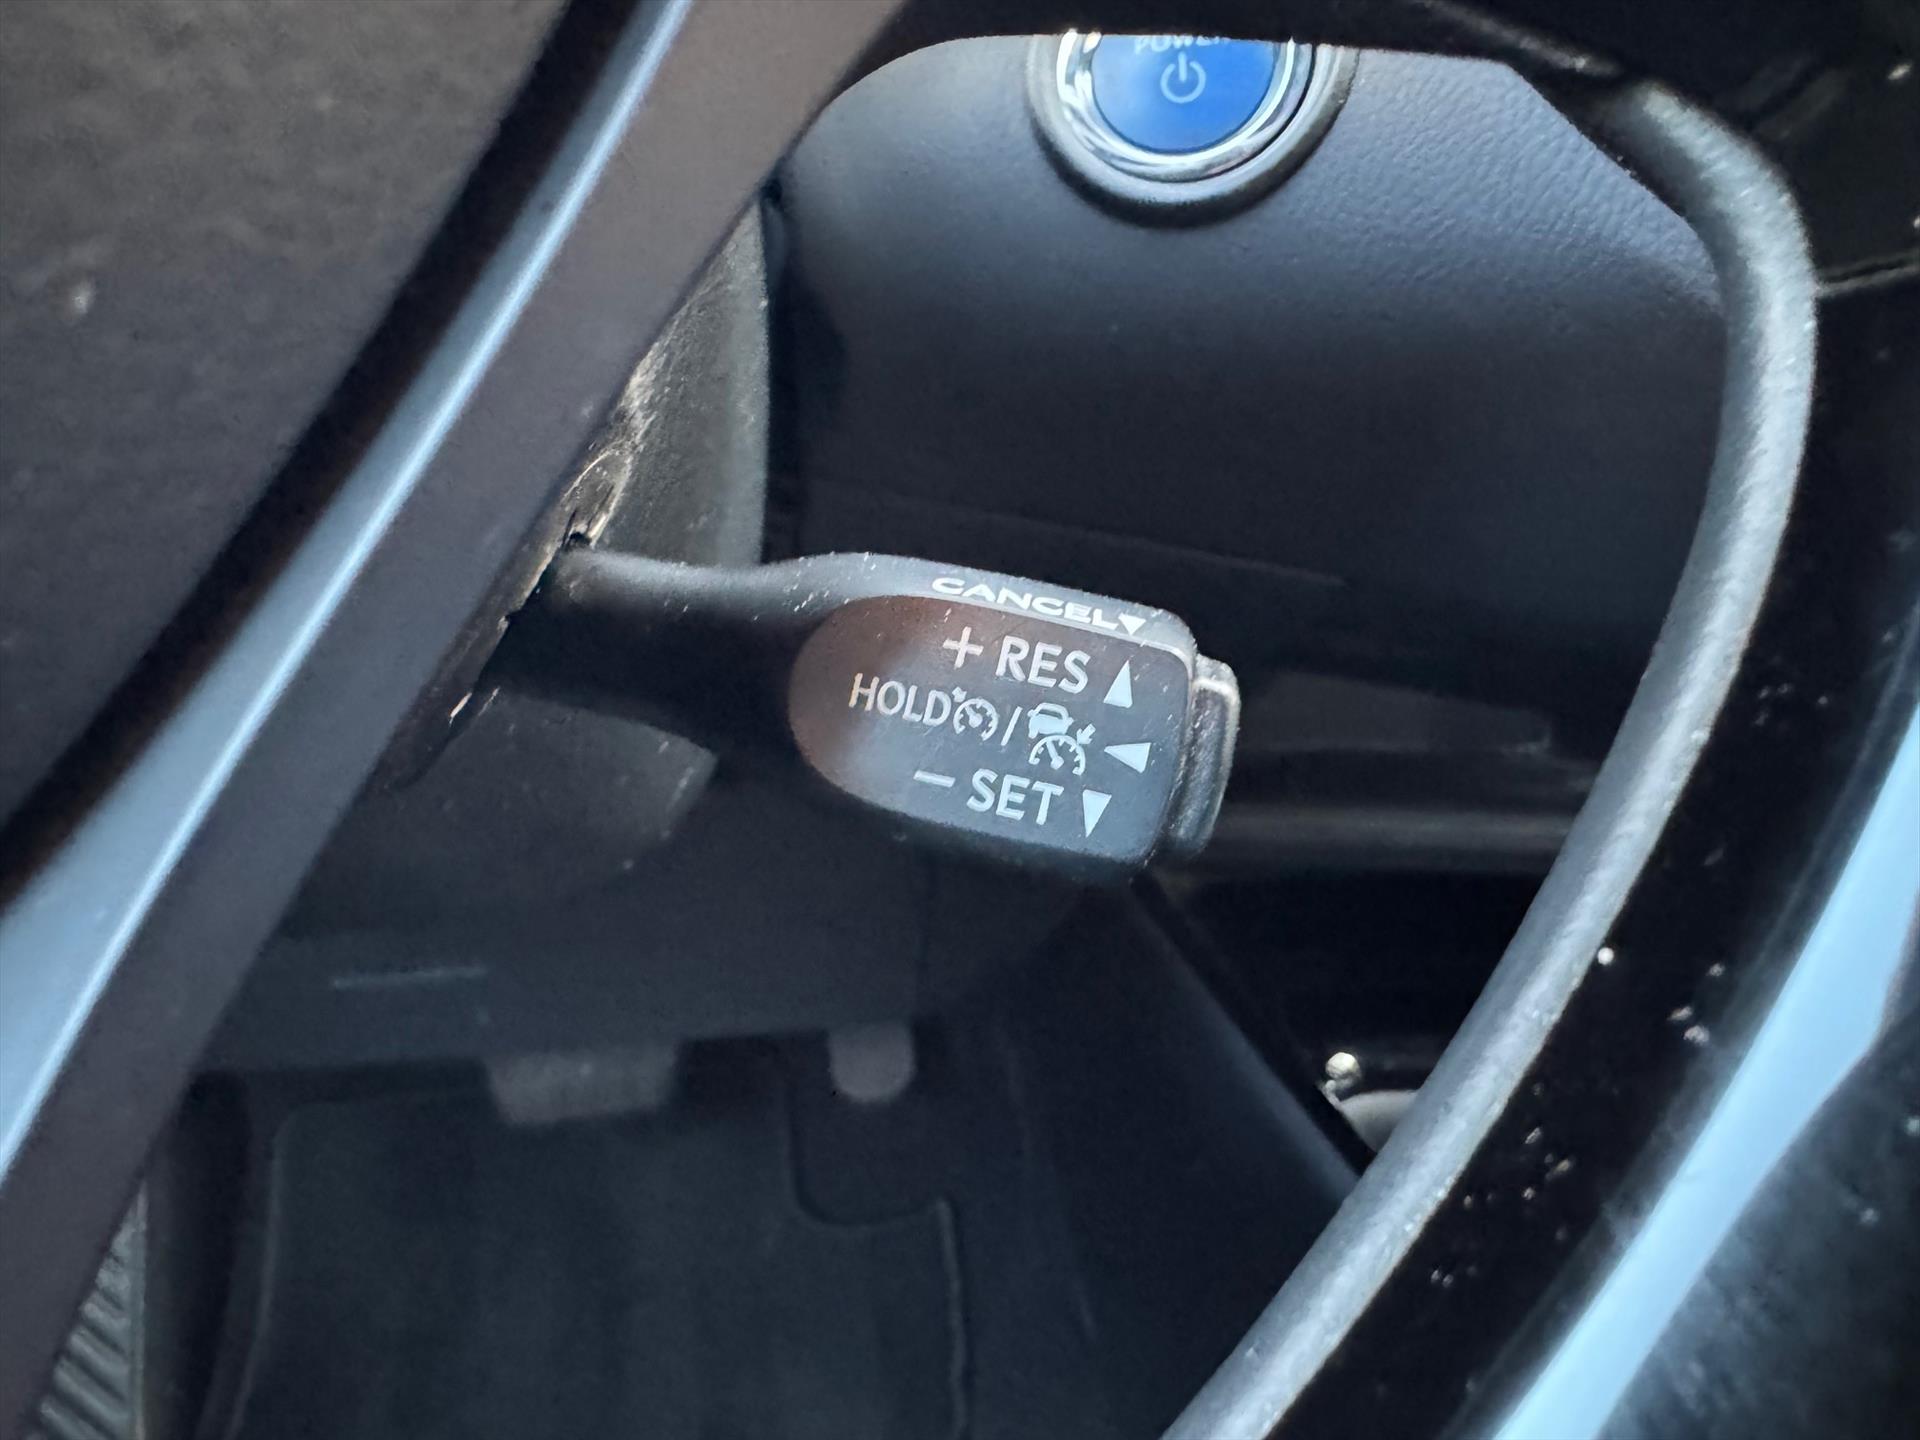 POWER
CANCEL
+ RES
HOLD /
− SET